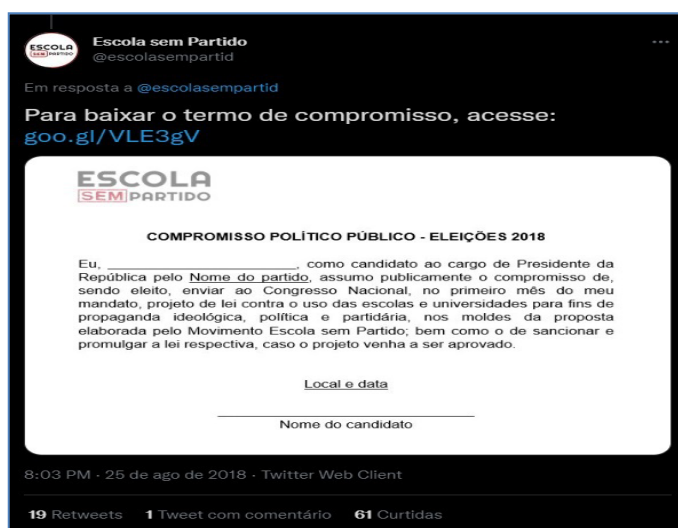 ESCOLA
SEM PARTIDO
Escola sem Partido
@escolasempartid
Em resposta a @escolasempartid
Para baixar o termo de compromisso, acesse:
goo.gl/VLE3gV
ESCOLA
SEM PARTIDO
COMPROMISSO POLÍTICO PÚBLICO - ELEIÇÕES 2018
Eu, ____________________, como candidato ao cargo de Presidente da
República pelo Nome do partido, assumo publicamente o compromisso de,
sendo eleito, enviar ao Congresso Nacional, no primeiro mês do meu
mandato, projeto de lei contra o uso das escolas e universidades para fins de
propaganda ideológica, política e partidária, nos moldes da proposta
elaborada pelo Movimento Escola sem Partido; bem como o de sancionar e
promulgar a lei respectiva, caso o projeto venha a ser aprovado.
Local e data
Nome do candidato
8:03 PM · 25 de ago de 2018 · Twitter Web Client
19 Retweets 1 Tweet com comentário 61 Curtidas